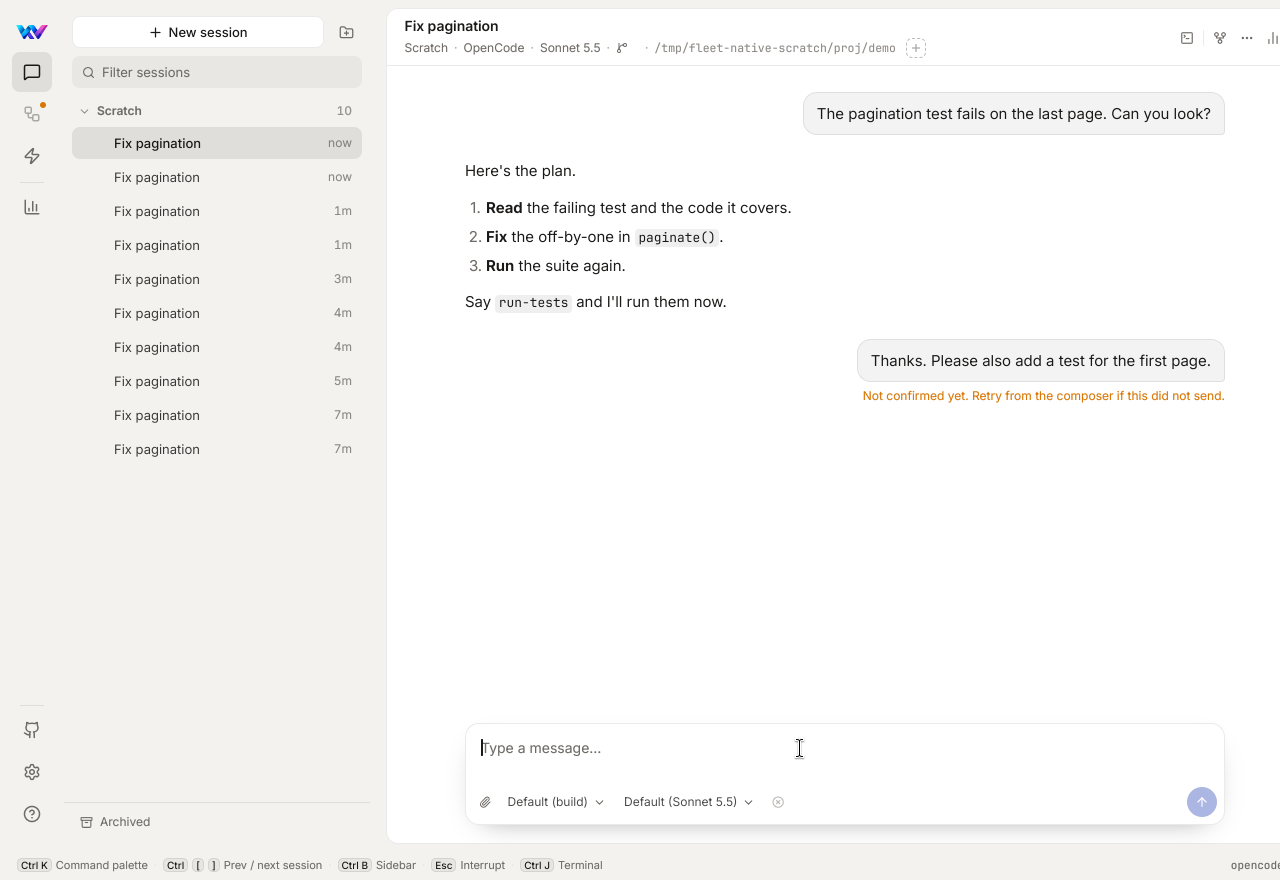 New session
Filter sessions
Scratch 10
Fix pagination now
Fix pagination now
Fix pagination 1m
Fix pagination 1m
Fix pagination 3m
Fix pagination 4m
Fix pagination 4m
Fix pagination 5m
Fix pagination 7m
Fix pagination 7m
Archived
Fix pagination
Scratch · OpenCode · Sonnet 5.5 · · /tmp/fleet-native-scratch/proj/demo
The pagination test fails on the last page. Can you look?
Here's the plan.
1. Read the failing test and the code it covers.
2. Fix the off-by-one in paginate().
3. Run the suite again.
Say run-tests and I'll run them now.
Thanks. Please also add a test for the first page.
Not confirmed yet. Retry from the composer if this did not send.
Type a message...
Default (build) Default (Sonnet 5.5)
Ctrl K Command palette Ctrl [ ] Prev / next session Ctrl B Sidebar Esc Interrupt Ctrl J Terminal opencode